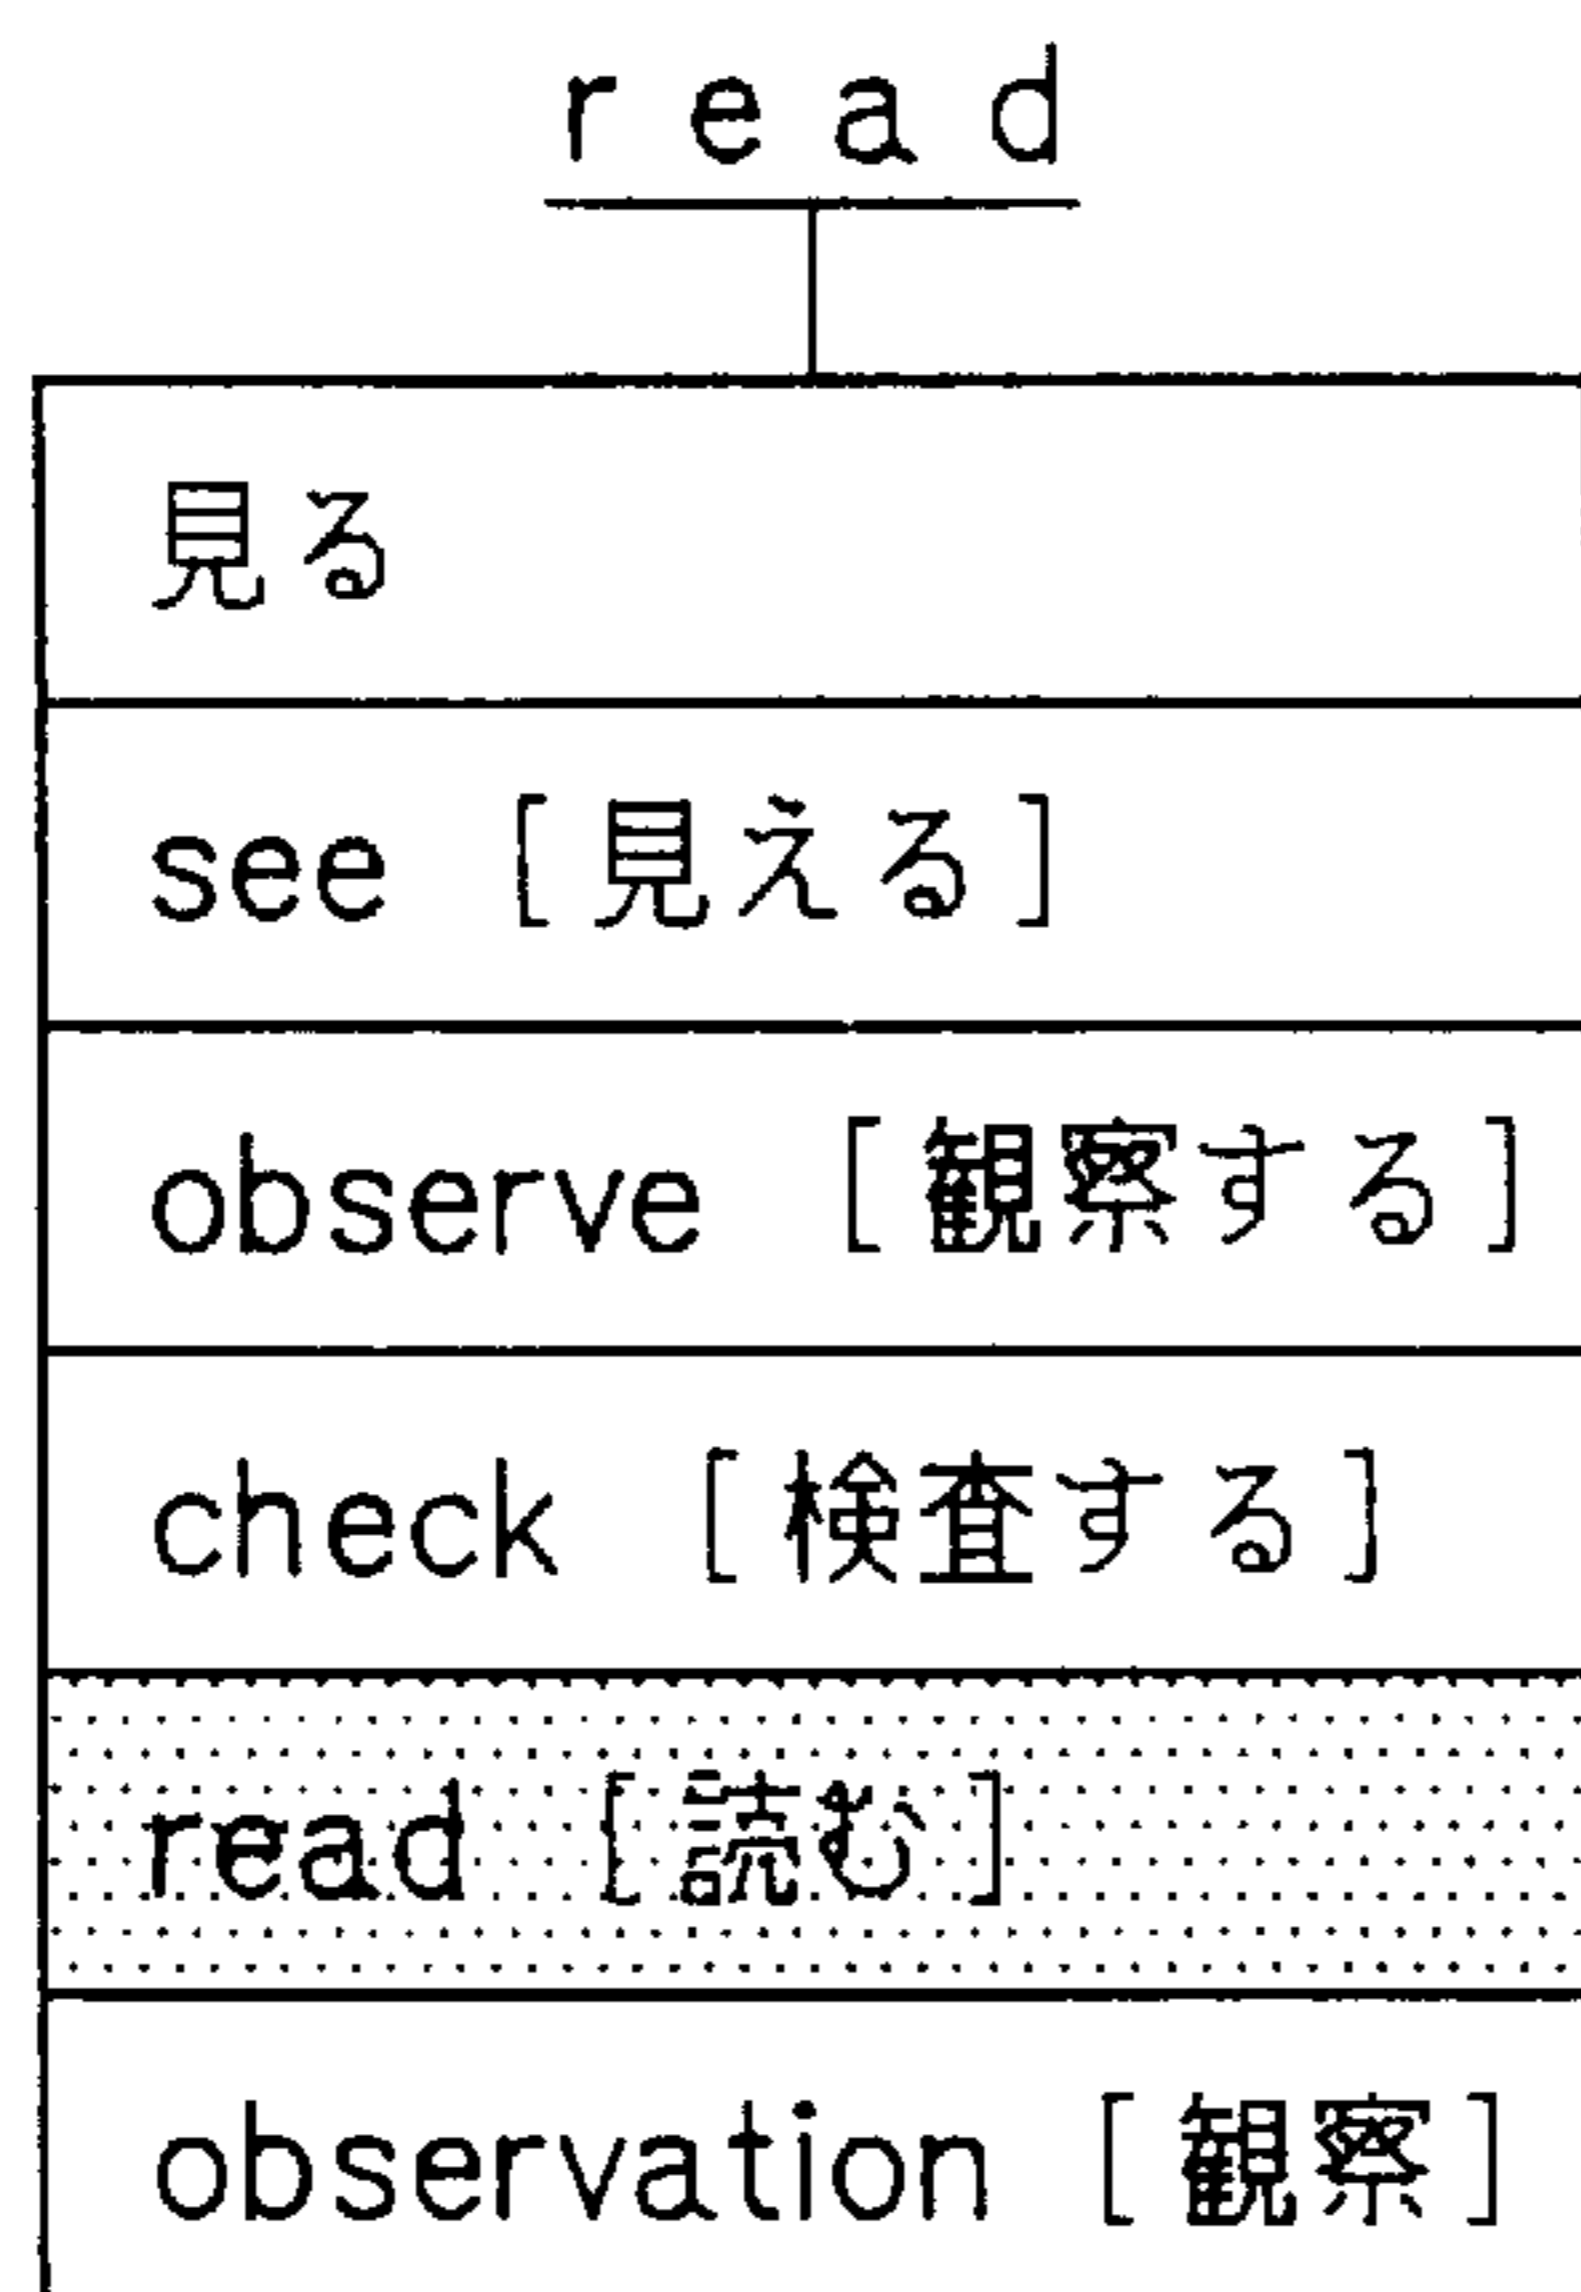 read
見る
see [見える]
observe [観察する]
check [検査する]
read [読む]
observation [観察]